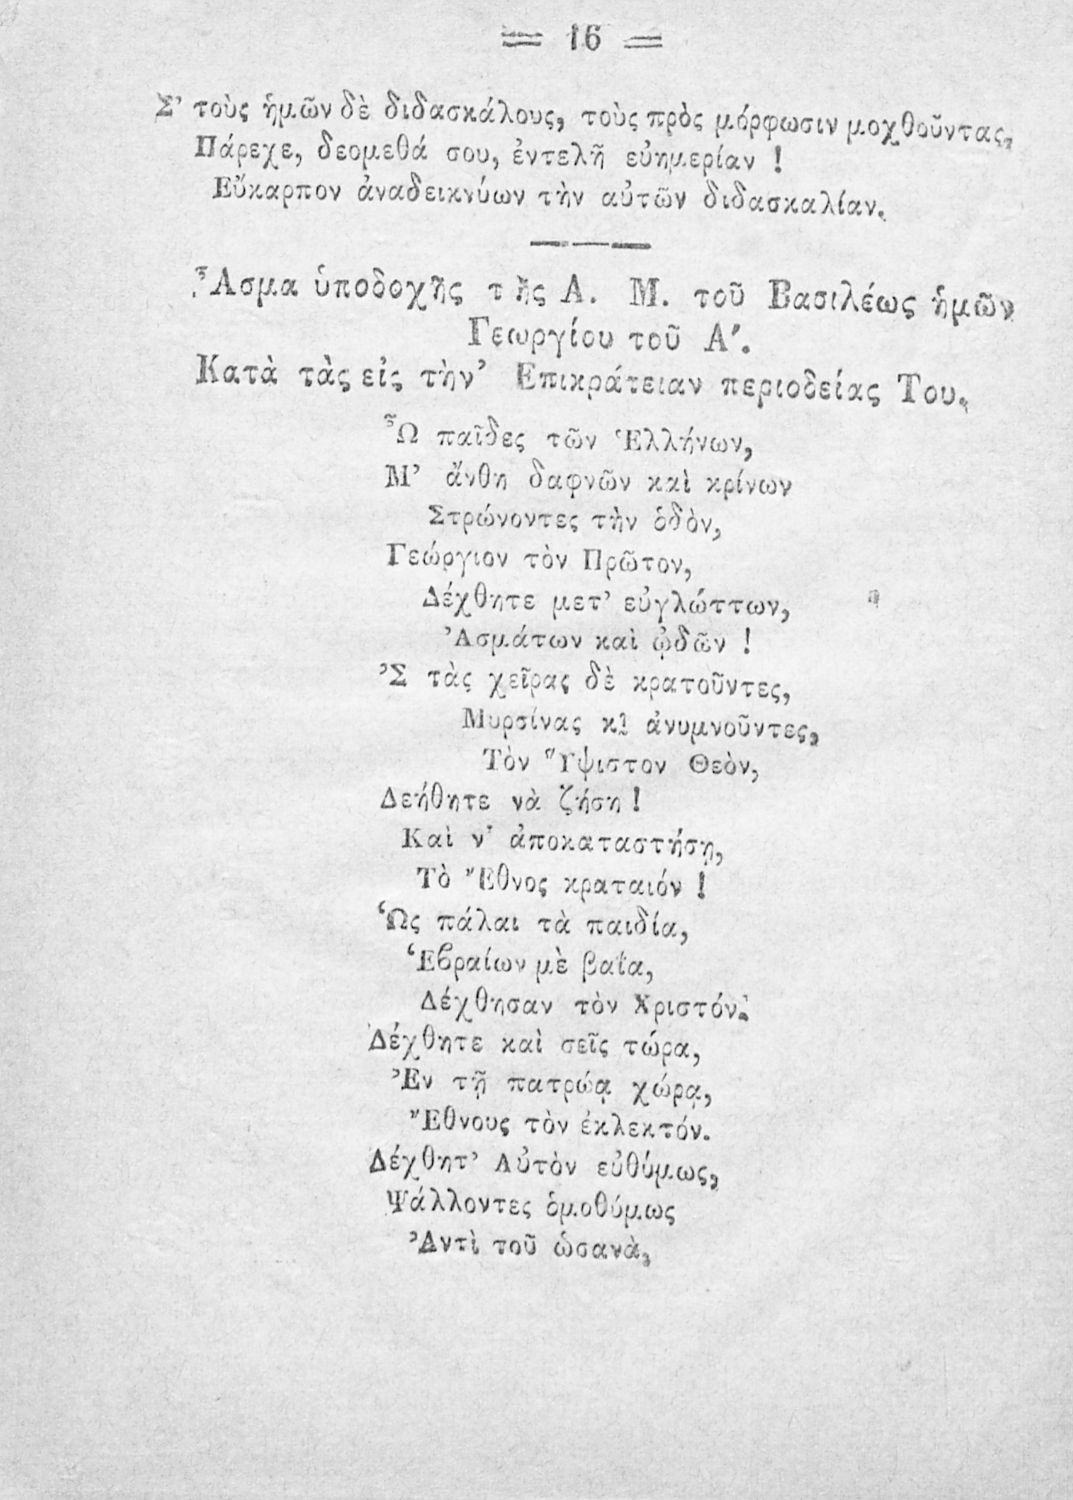 = 16 =
Σ' τοὺς ἡμῶν δὲ διδασκάλους, τοὺς πρὸς μόρφωσιν μοχθοῦντας,
Πάρεχε, δεομεθά σου, ἐντελῆ εὐημερίαν !
Εὔκαρπον ἀναδεικνύων τὴν αὐτῶν διδασκαλίαν.
Ἆσμα ὑποδοχῆς τῆς Α. Μ. τοῦ Βασιλέως ἡμῶν
Γεωργίου τοῦ Α′.
Κατὰ τὰς εἰς τὴν' Επικράτειαν περιοδείας Του.
Ὦ παῖδες τῶν Ἑλλήνων,
Μ' ἄνθη δαφνῶν καὶ κρίνων
Στρώνοντες τὴν ὁδὸν,
Γεώργιον τὸν Πρῶτον,
Δέχθητε μετ' εὐγλώττων,
Ἀσμάτων καὶ ᾠδῶν !
Ἐς τὰς χεῖρας δὲ κρατοῦντες,
Μυρσίνας κὶ ἀνυμνοῦντες,
Τὸν Ὕψιστον Θεὸν,
Δεήθητε νὰ ζήση !
Καὶ ν' ἀποκαταστήσῃ,
Τὸ Ἔθνος κραταιόν !
Ὡς πάλαι τὰ παιδία,
Ἑβραίων μὲ βαΐα,
Δέχθησαν τὸν Χριστόν.
Δέχθητε καὶ σεῖς τώρα,
Ἐν τῇ πατρῴᾳ χώρᾳ,
Ἔθνους τὸν ἐκλεκτόν.
Δέχθητ' Αὐτὸν εὐθύμως,
Ψάλλοντες ὁμοθύμως
Ἀντὶ τοῦ ὡσανὰ,